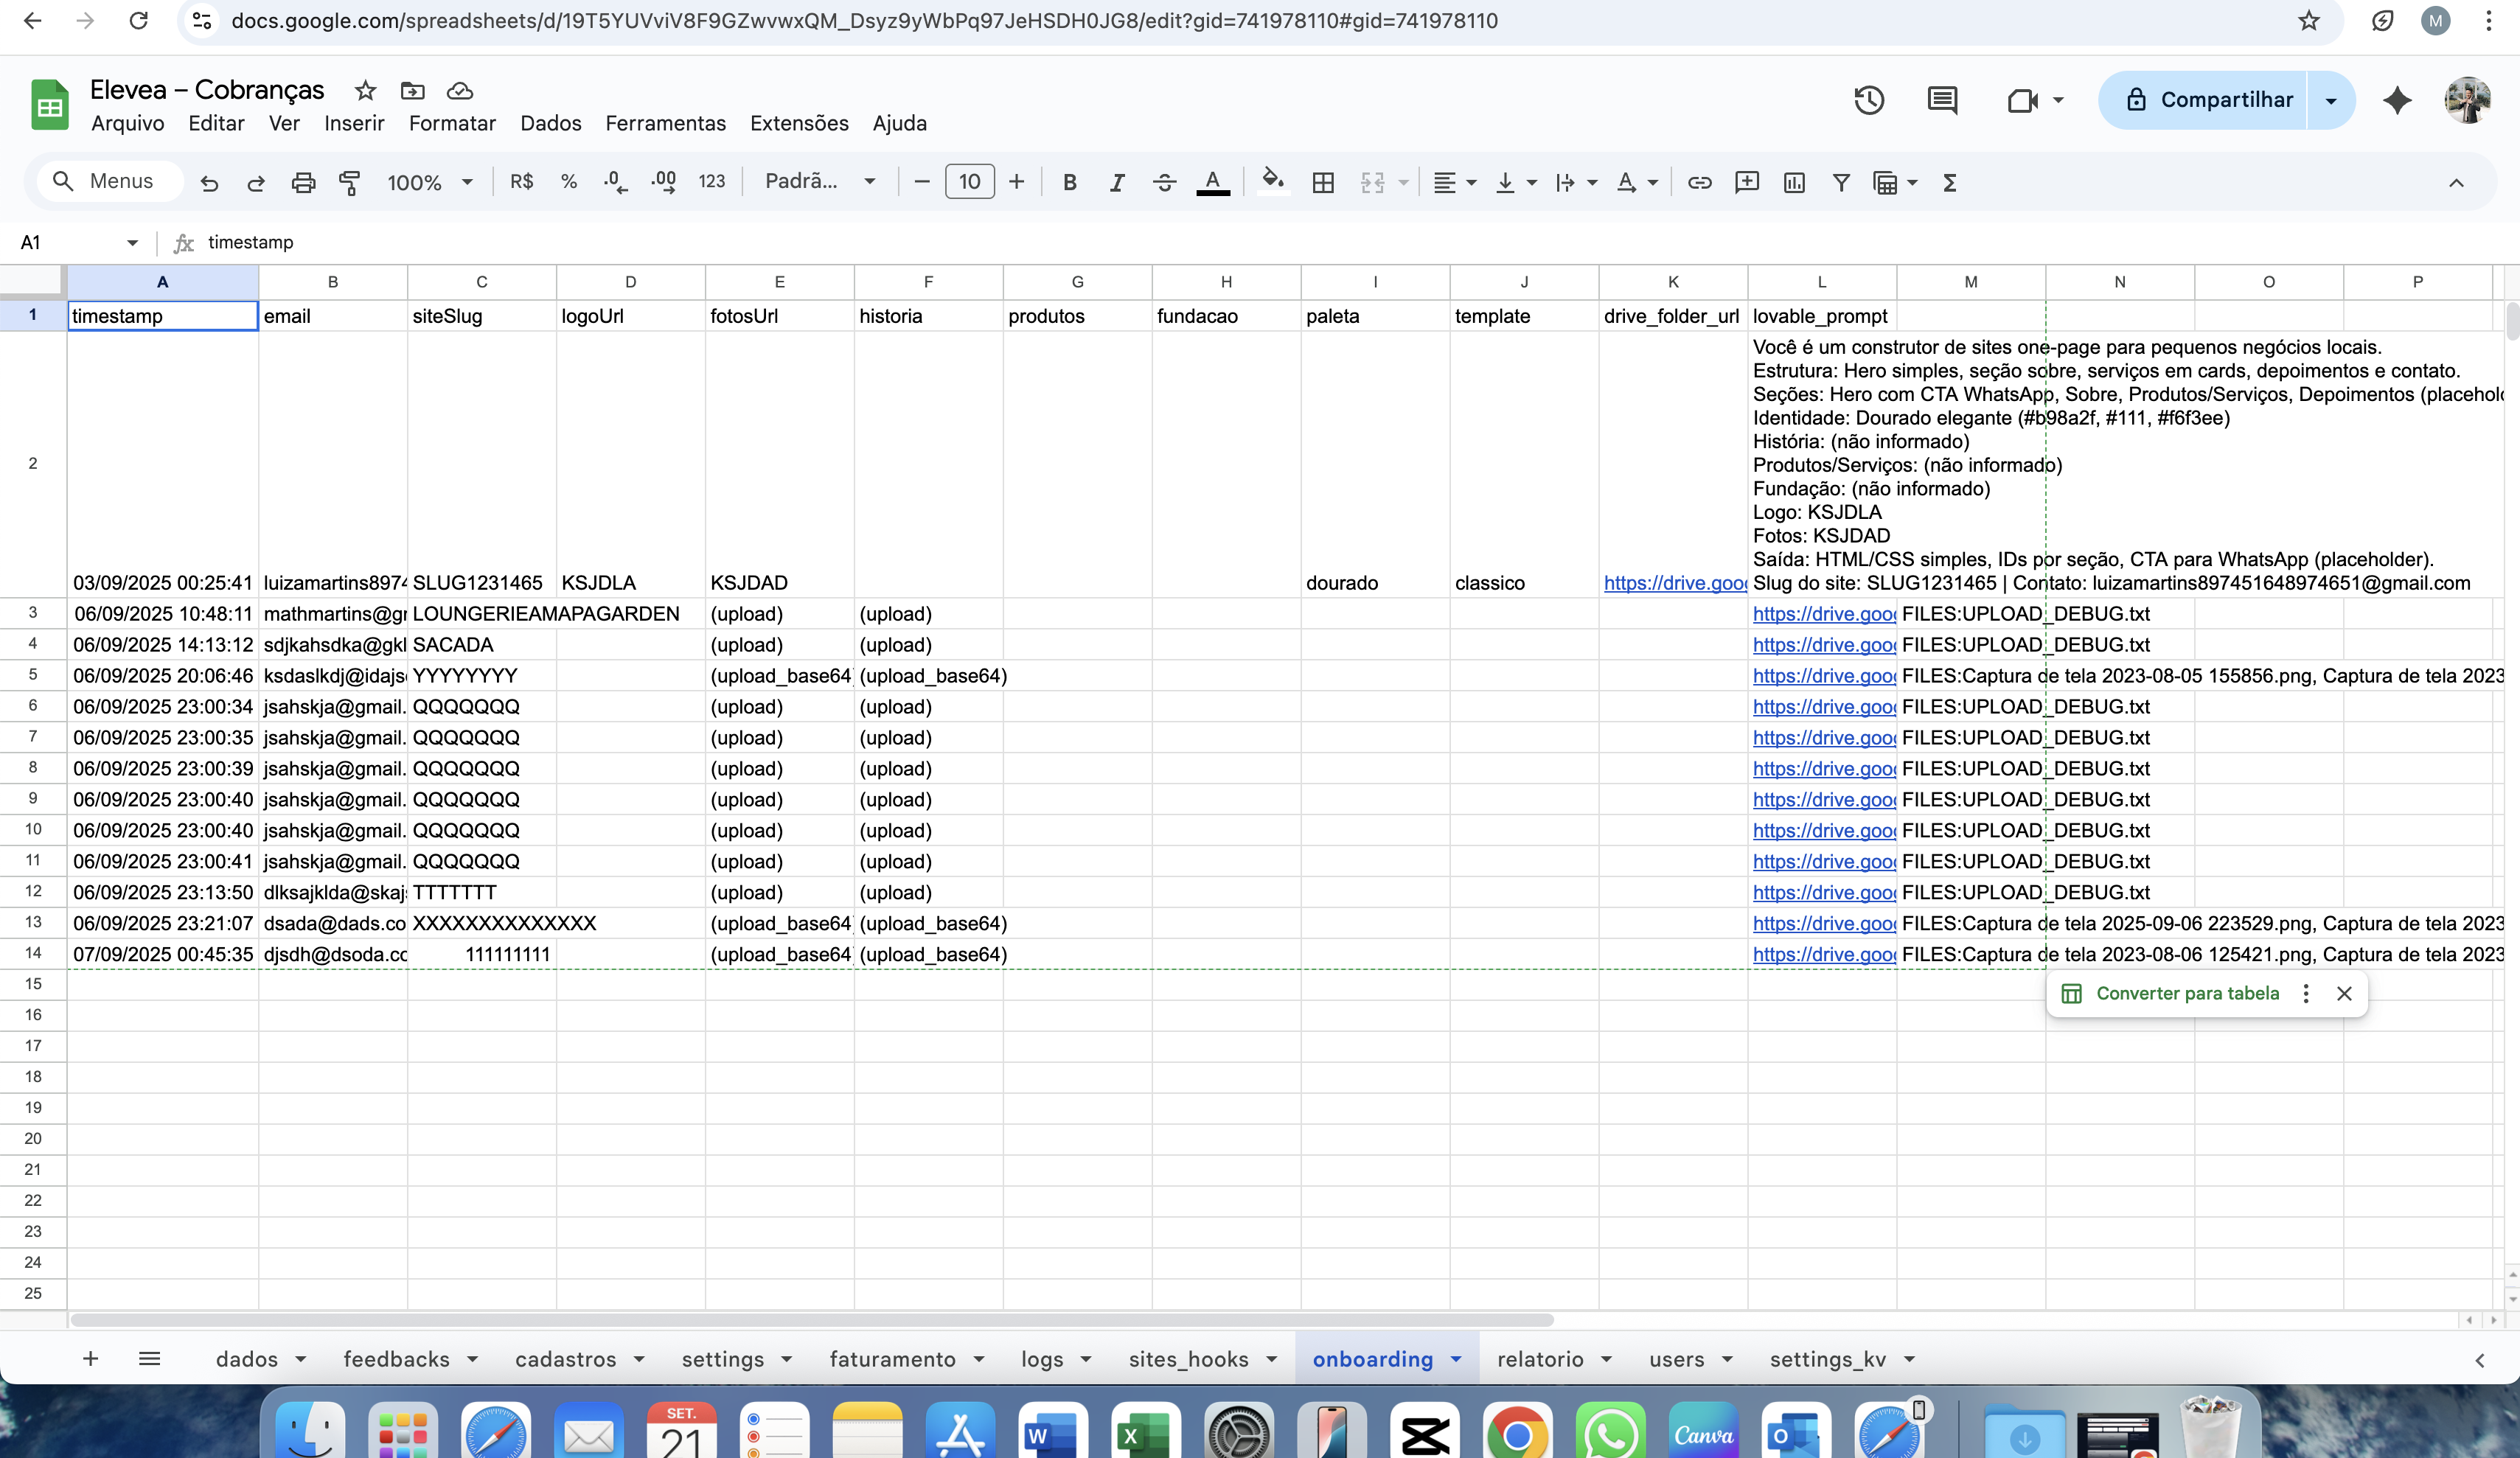 docs.google.com/spreadsheets/d/19T5YUVviV8F9GZwvwxQM_Dsyz9yWbPq97JeHSDH0JG8/edit?gid=741978110#gid=741978110
M
Elevea – Cobranças
Arquivo Editar Ver Inserir Formatar Dados Ferramentas Extensões Ajuda
Compartilhar
Menus 100% R$ % .0 .00 123 Padrã... 10 B I A
A1 fx timestamp
A B C D E F G H I J K L M N O P
1 timestamp email siteSlug logoUrl fotosUrl historia produtos fundacao paleta template drive_folder_url lovable_prompt
Você é um construtor de sites one-page para pequenos negócios locais.
Estrutura: Hero simples, seção sobre, serviços em cards, depoimentos e contato.
Seções: Hero com CTA WhatsApp, Sobre, Produtos/Serviços, Depoimentos (placehol
Identidade: Dourado elegante (#b98a2f, #111, #f6f3ee)
História: (não informado)
2 Produtos/Serviços: (não informado)
Fundação: (não informado)
Logo: KSJDLA
Fotos: KSJDAD
Saída: HTML/CSS simples, IDs por seção, CTA para WhatsApp (placeholder).
03/09/2025 00:25:41 luizamartins8974 SLUG1231465 KSJDLA KSJDAD dourado classico https://drive.goog Slug do site: SLUG1231465 | Contato: luizamartins897451648974651@gmail.com
3 06/09/2025 10:48:11 mathmartins@gm LOUNGERIEAMAPAGARDEN (upload) (upload) https://drive.goog FILES:UPLOAD_DEBUG.txt
4 06/09/2025 14:13:12 sdjkahsdka@gkl SACADA (upload) (upload) https://drive.goog FILES:UPLOAD_DEBUG.txt
5 06/09/2025 20:06:46 ksdaslkdj@idajs YYYYYYYY (upload_base64) (upload_base64) https://drive.goog FILES:Captura de tela 2023-08-05 155856.png, Captura de tela 2023
6 06/09/2025 23:00:34 jsahskja@gmail. QQQQQQQ (upload) (upload) https://drive.goog FILES:UPLOAD_DEBUG.txt
7 06/09/2025 23:00:35 jsahskja@gmail. QQQQQQQ (upload) (upload) https://drive.goog FILES:UPLOAD_DEBUG.txt
8 06/09/2025 23:00:39 jsahskja@gmail. QQQQQQQ (upload) (upload) https://drive.goog FILES:UPLOAD_DEBUG.txt
9 06/09/2025 23:00:40 jsahskja@gmail. QQQQQQQ (upload) (upload) https://drive.goog FILES:UPLOAD_DEBUG.txt
10 06/09/2025 23:00:40 jsahskja@gmail. QQQQQQQ (upload) (upload) https://drive.goog FILES:UPLOAD_DEBUG.txt
11 06/09/2025 23:00:41 jsahskja@gmail. QQQQQQQ (upload) (upload) https://drive.goog FILES:UPLOAD_DEBUG.txt
12 06/09/2025 23:13:50 dlksajklda@skaj TTTTTTT (upload) (upload) https://drive.goog FILES:UPLOAD_DEBUG.txt
13 06/09/2025 23:21:07 dsada@dads.co XXXXXXXXXXXXXX (upload_base64) (upload_base64) https://drive.goog FILES:Captura de tela 2025-09-06 223529.png, Captura de tela 2023
14 07/09/2025 00:45:35 djsdh@dsoda.co 111111111 (upload_base64) (upload_base64) https://drive.goog FILES:Captura de tela 2023-08-06 125421.png, Captura de tela 2023
15 Converter para tabela
16
17
18
19
20
21
22
23
24
25
dados feedbacks cadastros settings faturamento logs sites_hooks onboarding relatorio users settings_kv
SET.
21
W X Canva O